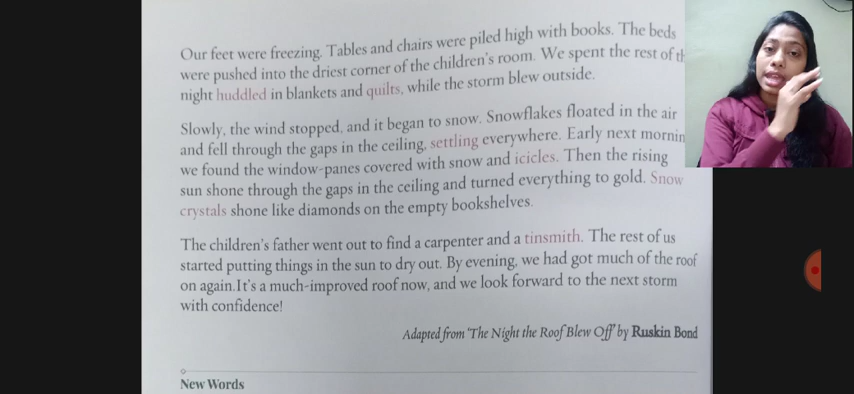 Our feet were freezing. Tables and chairs were piled high with books. The beds
were pushed into the driest corner of the children's room. We spent the rest of
night huddled in blankets and quilts, while the storm blew outside.
Slowly, the wind stopped, and it began to snow. Snowflakes floated in the air
and fell through the gaps in the ceiling, settling everywhere. Early next mornin
we found the window-panes covered with snow and icicles. Then the rising
sun shone through the gaps in the ceiling and turned everything to gold. Snow
crystals shone like diamonds on the empty bookshelves.
The children's father went out to find a carpenter and a tinsmith. The rest of us
started putting things in the sun to dry out. By evening, we had got much of the roof
on again.It's a much-improved roof now, and we look forward to the next storm
with confidence!
Adapted from 'The Night the Roof Blew Off' by Ruskin Bond
New Words